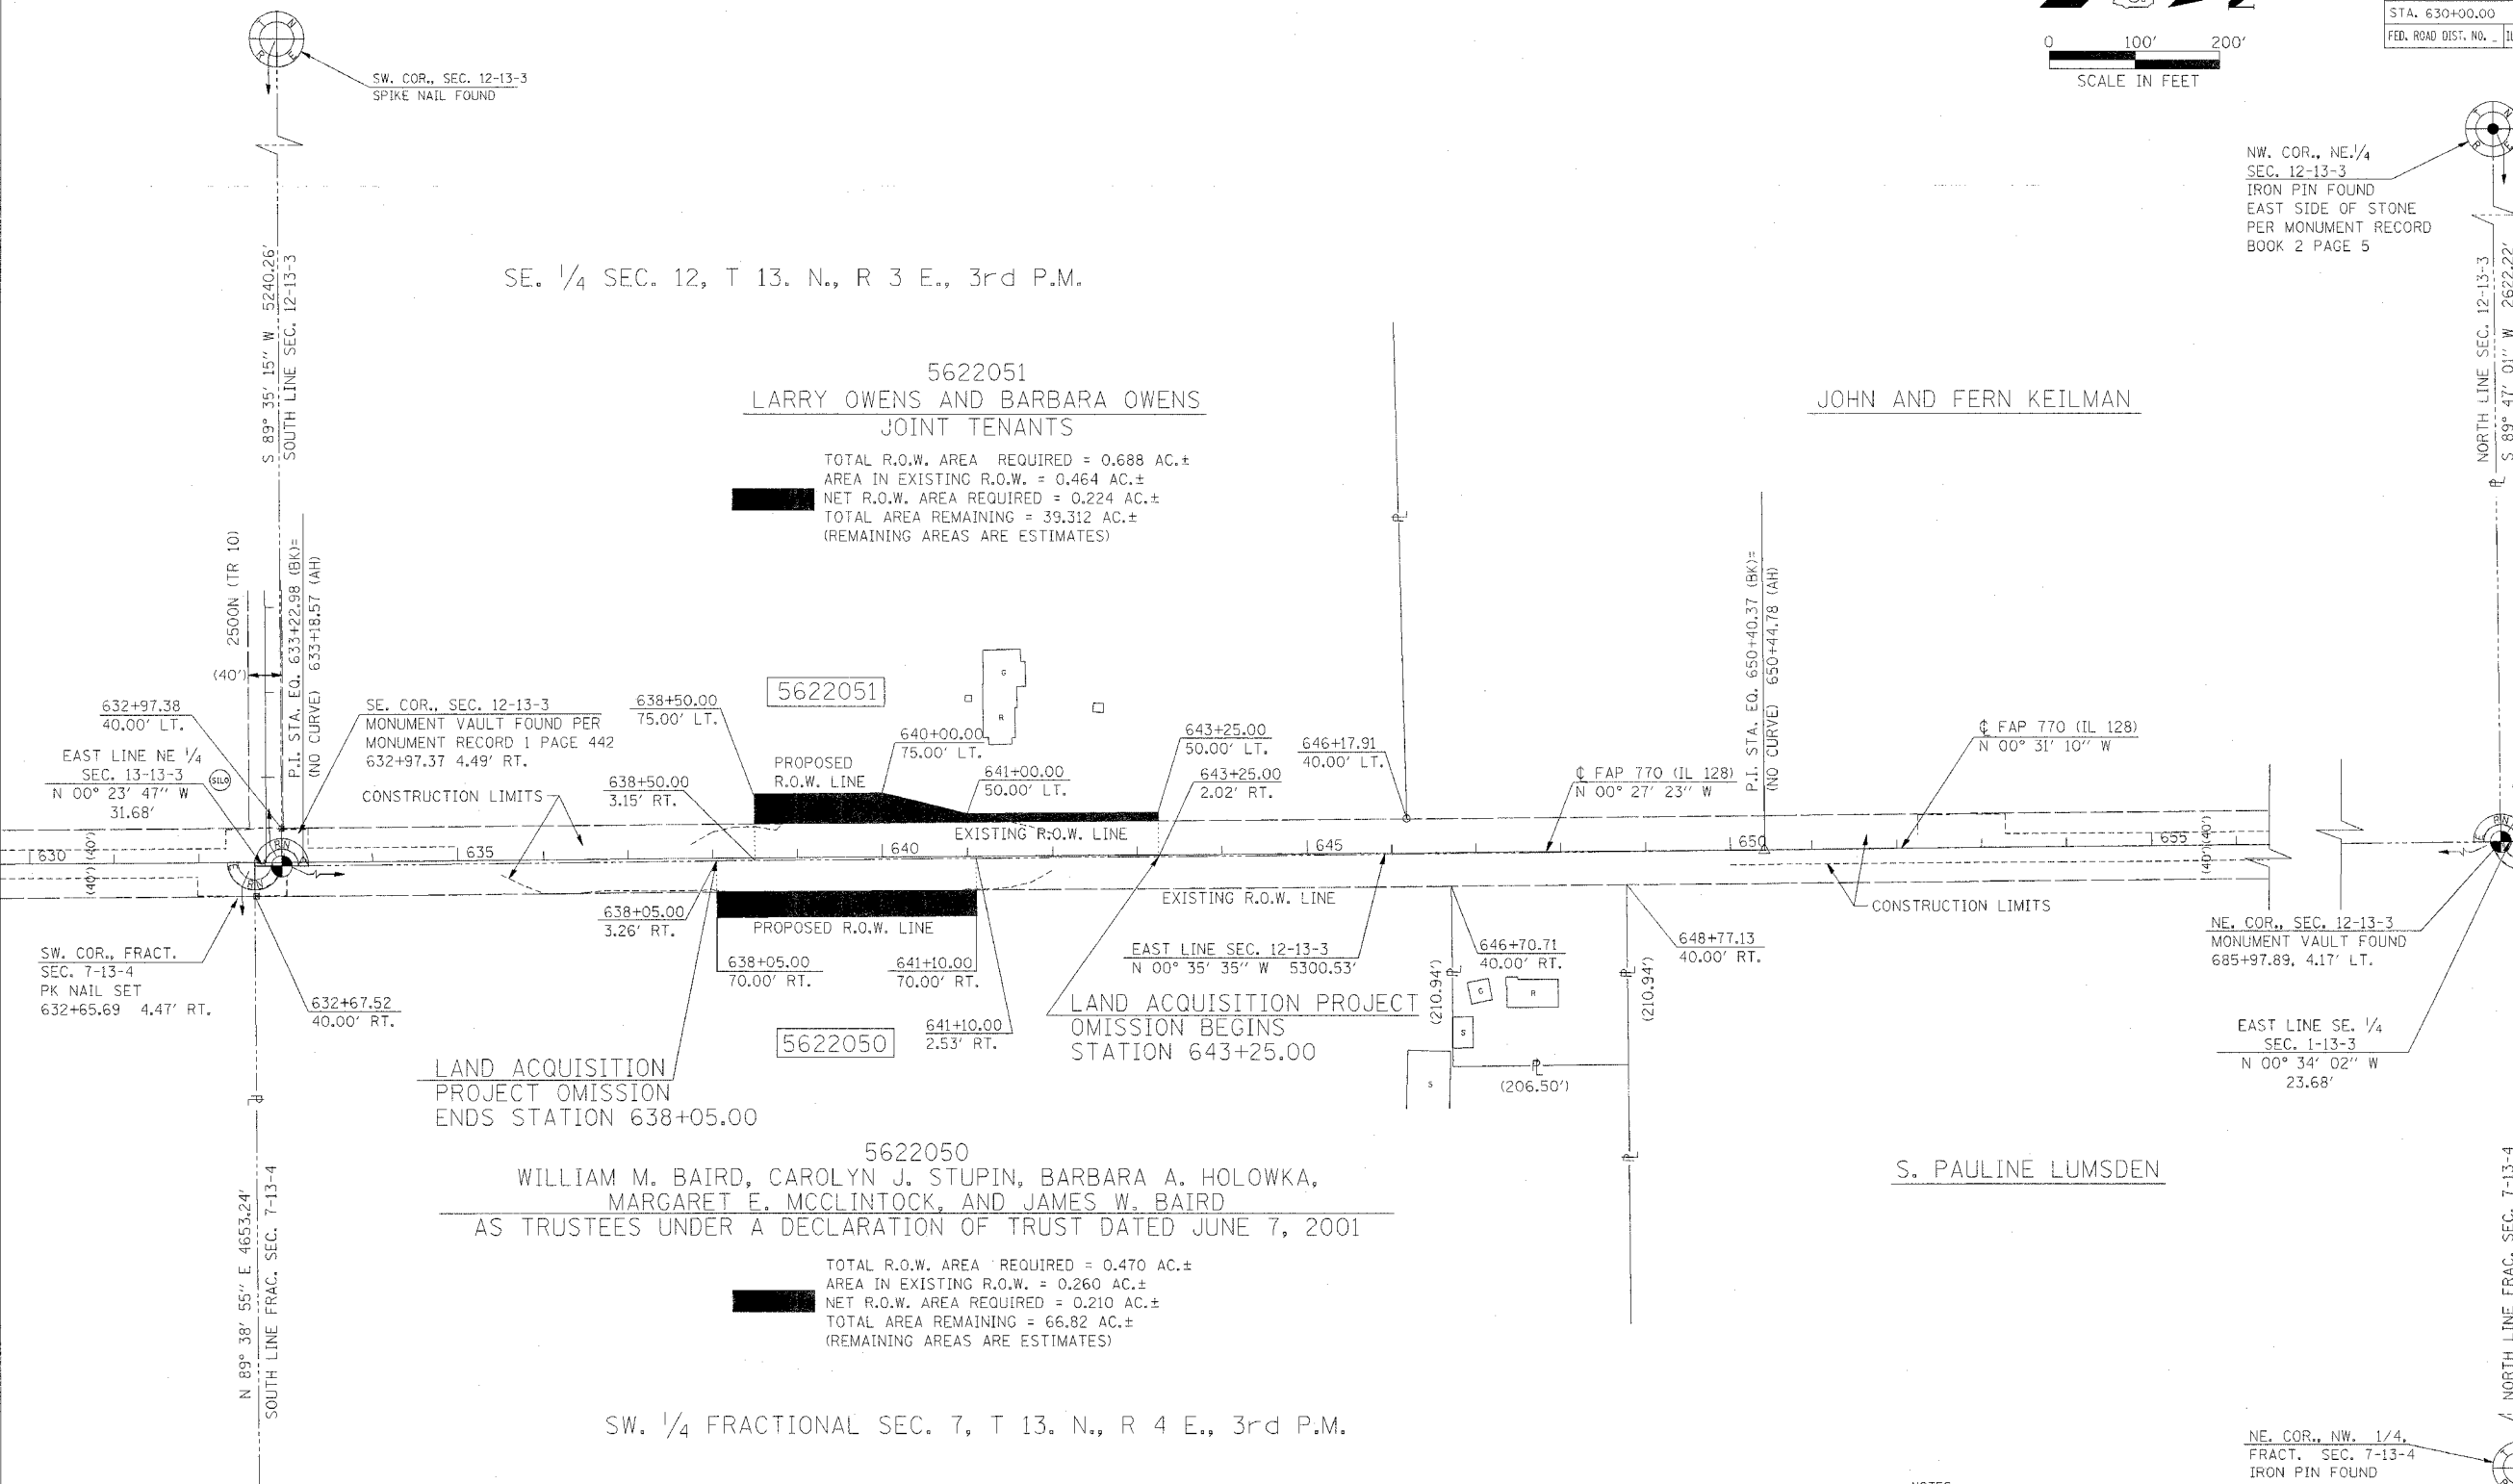 STA. 630+00.00
FED. ROAD DIST. NO. _
0 100' 200'
SCALE IN FEET
SW. COR., SEC. 12-13-3
SPIKE NAIL FOUND
NW. COR., NE.1/4
SEC. 12-13-3
IRON PIN FOUND
EAST SIDE OF STONE
PER MONUMENT RECORD
BOOK 2 PAGE 5
S 89° 35' 15'' W 5240.26'
SOUTH LINE SEC. 12-13-3
NORTH LINE SEC. 12-13-3
S 89° 47' 01'' W 2622.22'
SE. 1/4 SEC. 12, T 13. N., R 3 E., 3rd P.M.
5622051
LARRY OWENS AND BARBARA OWENS
JOINT TENANTS
TOTAL R.O.W. AREA REQUIRED = 0.688 AC.±
AREA IN EXISTING R.O.W. = 0.464 AC.±
NET R.O.W. AREA REQUIRED = 0.224 AC.±
TOTAL AREA REMAINING = 39.312 AC.±
(REMAINING AREAS ARE ESTIMATES)
JOHN AND FERN KEILMAN
2500N (TR 10)
(40')
P.I. STA. EQ. 633+22.98 (BK)=
(NO CURVE) 633+18.57 (AH)
P.I. STA. EQ. 650+40.37 (BK)=
(NO CURVE) 650+44.78 (AH)
632+97.38
40.00' LT.
EAST LINE NE 1/4
SEC. 13-13-3
N 00° 23' 47'' W
31.68'
SILO
SE. COR., SEC. 12-13-3
MONUMENT VAULT FOUND PER
MONUMENT RECORD 1 PAGE 442
632+97.37 4.49' RT.
CONSTRUCTION LIMITS
638+50.00
75.00' LT.
638+50.00
3.15' RT.
5622051
PROPOSED
R.O.W. LINE
640+00.00
75.00' LT.
641+00.00
50.00' LT.
G
R
643+25.00
50.00' LT.
643+25.00
2.02' RT.
646+17.91
40.00' LT.
℄ FAP 770 (IL 128)
N 00° 27' 23'' W
℄ FAP 770 (IL 128)
N 00° 31' 10'' W
EXISTING R.O.W. LINE
630
(40') (40')
635
640
645
650
655
(40') (40')
EXISTING R.O.W. LINE
CONSTRUCTION LIMITS
SW. COR., FRACT.
SEC. 7-13-4
PK NAIL SET
632+65.69 4.47' RT.
632+67.52
40.00' RT.
638+05.00
3.26' RT.
PROPOSED R.O.W. LINE
638+05.00
70.00' RT.
641+10.00
70.00' RT.
641+10.00
2.53' RT.
5622050
EAST LINE SEC. 12-13-3
N 00° 35' 35'' W 5300.53'
LAND ACQUISITION PROJECT
OMISSION BEGINS
STATION 643+25.00
646+70.71
40.00' RT.
648+77.13
40.00' RT.
(210.94')
(210.94')
G
R
S
S
(206.50')
NE. COR., SEC. 12-13-3
MONUMENT VAULT FOUND
685+97.89, 4.17' LT.
EAST LINE SE. 1/4
SEC. 1-13-3
N 00° 34' 02'' W
23.68'
LAND ACQUISITION
PROJECT OMISSION
ENDS STATION 638+05.00
5622050
WILLIAM M. BAIRD, CAROLYN J. STUPIN, BARBARA A. HOLOWKA,
MARGARET E. MCCLINTOCK, AND JAMES W. BAIRD
AS TRUSTEES UNDER A DECLARATION OF TRUST DATED JUNE 7, 2001
TOTAL R.O.W. AREA REQUIRED = 0.470 AC.±
AREA IN EXISTING R.O.W. = 0.260 AC.±
NET R.O.W. AREA REQUIRED = 0.210 AC.±
TOTAL AREA REMAINING = 66.82 AC.±
(REMAINING AREAS ARE ESTIMATES)
S. PAULINE LUMSDEN
N 89° 38' 55'' E 4653.24'
SOUTH LINE FRAC. SEC. 7-13-4
NORTH LINE FRAC. SEC. 7-13-4
SW. 1/4 FRACTIONAL SEC. 7, T 13. N., R 4 E., 3rd P.M.
NE. COR., NW. 1/4,
FRACT. SEC. 7-13-4
IRON PIN FOUND